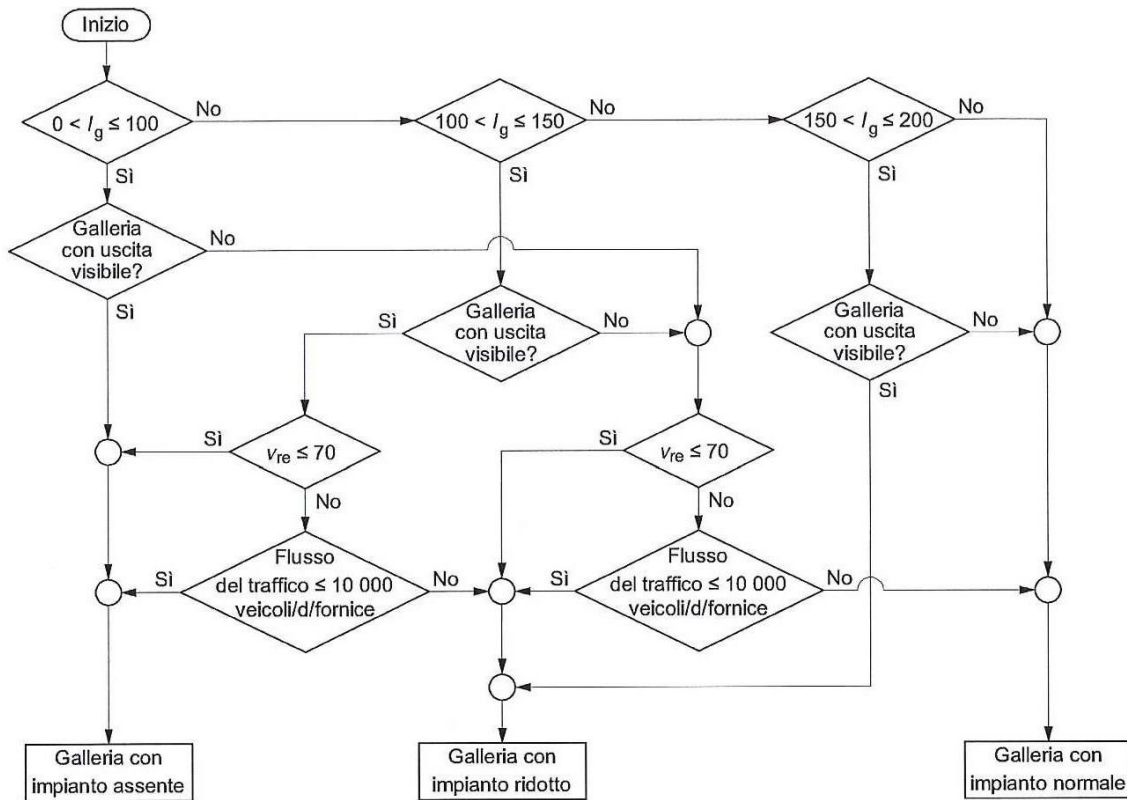 Inizio
0 < lg ≤ 100
No
100 < lg ≤ 150
No
150 < lg ≤ 200
No
Sì
Sì
Sì
Galleria
con uscita
visibile?
No
Sì
Galleria
con uscita
visibile?
Sì
No
Galleria
con uscita
visibile?
No
Sì
vre ≤ 70
Sì
No
vre ≤ 70
Sì
No
Flusso
del traffico ≤ 10 000
veicoli/d/fornice
Sì
No
Flusso
del traffico ≤ 10 000
veicoli/d/fornice
Sì
No
Galleria con
impianto assente
Galleria con
impianto ridotto
Galleria con
impianto normale